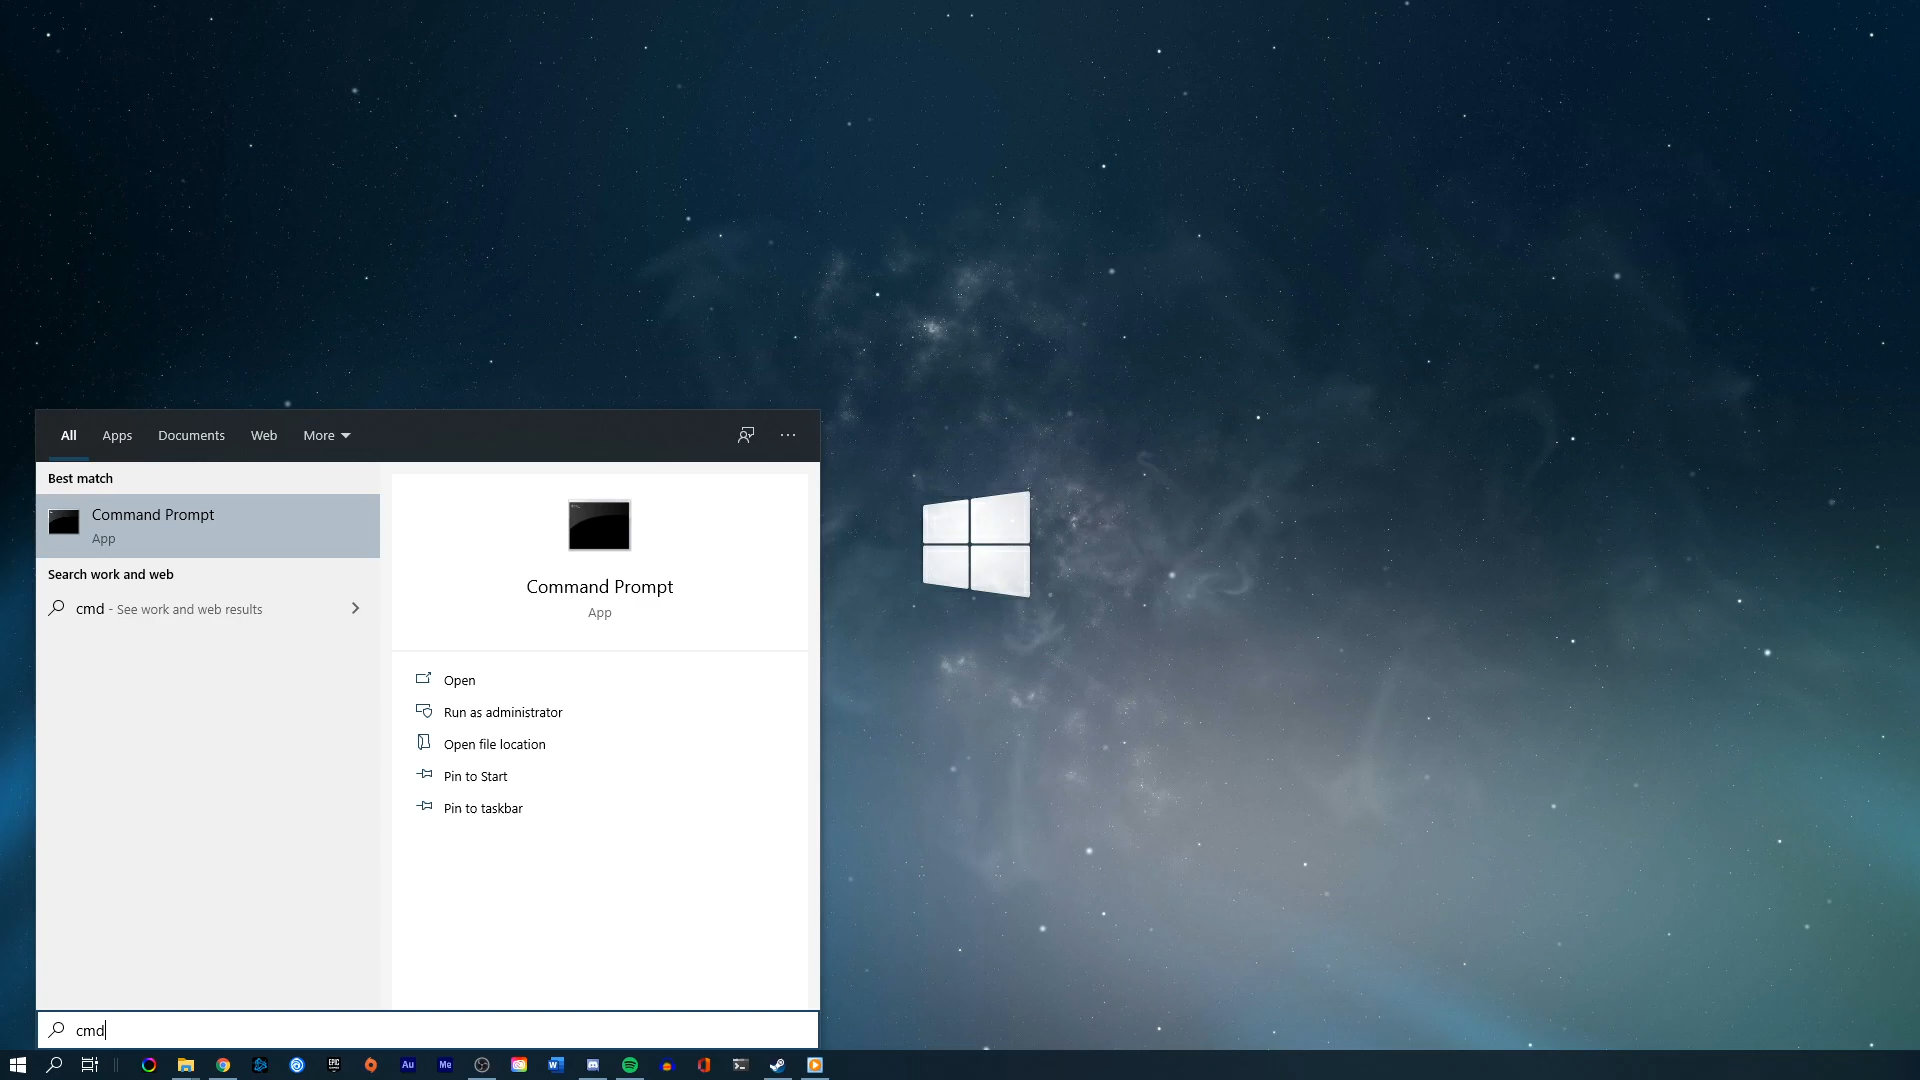 All Apps Documents Web More
Best match
Command Prompt
App
Search work and web
cmd - See work and web results
Command Prompt
App
Open
Run as administrator
Open file location
Pin to Start
Pin to taskbar
cmd
EPIC
Au
Me
W